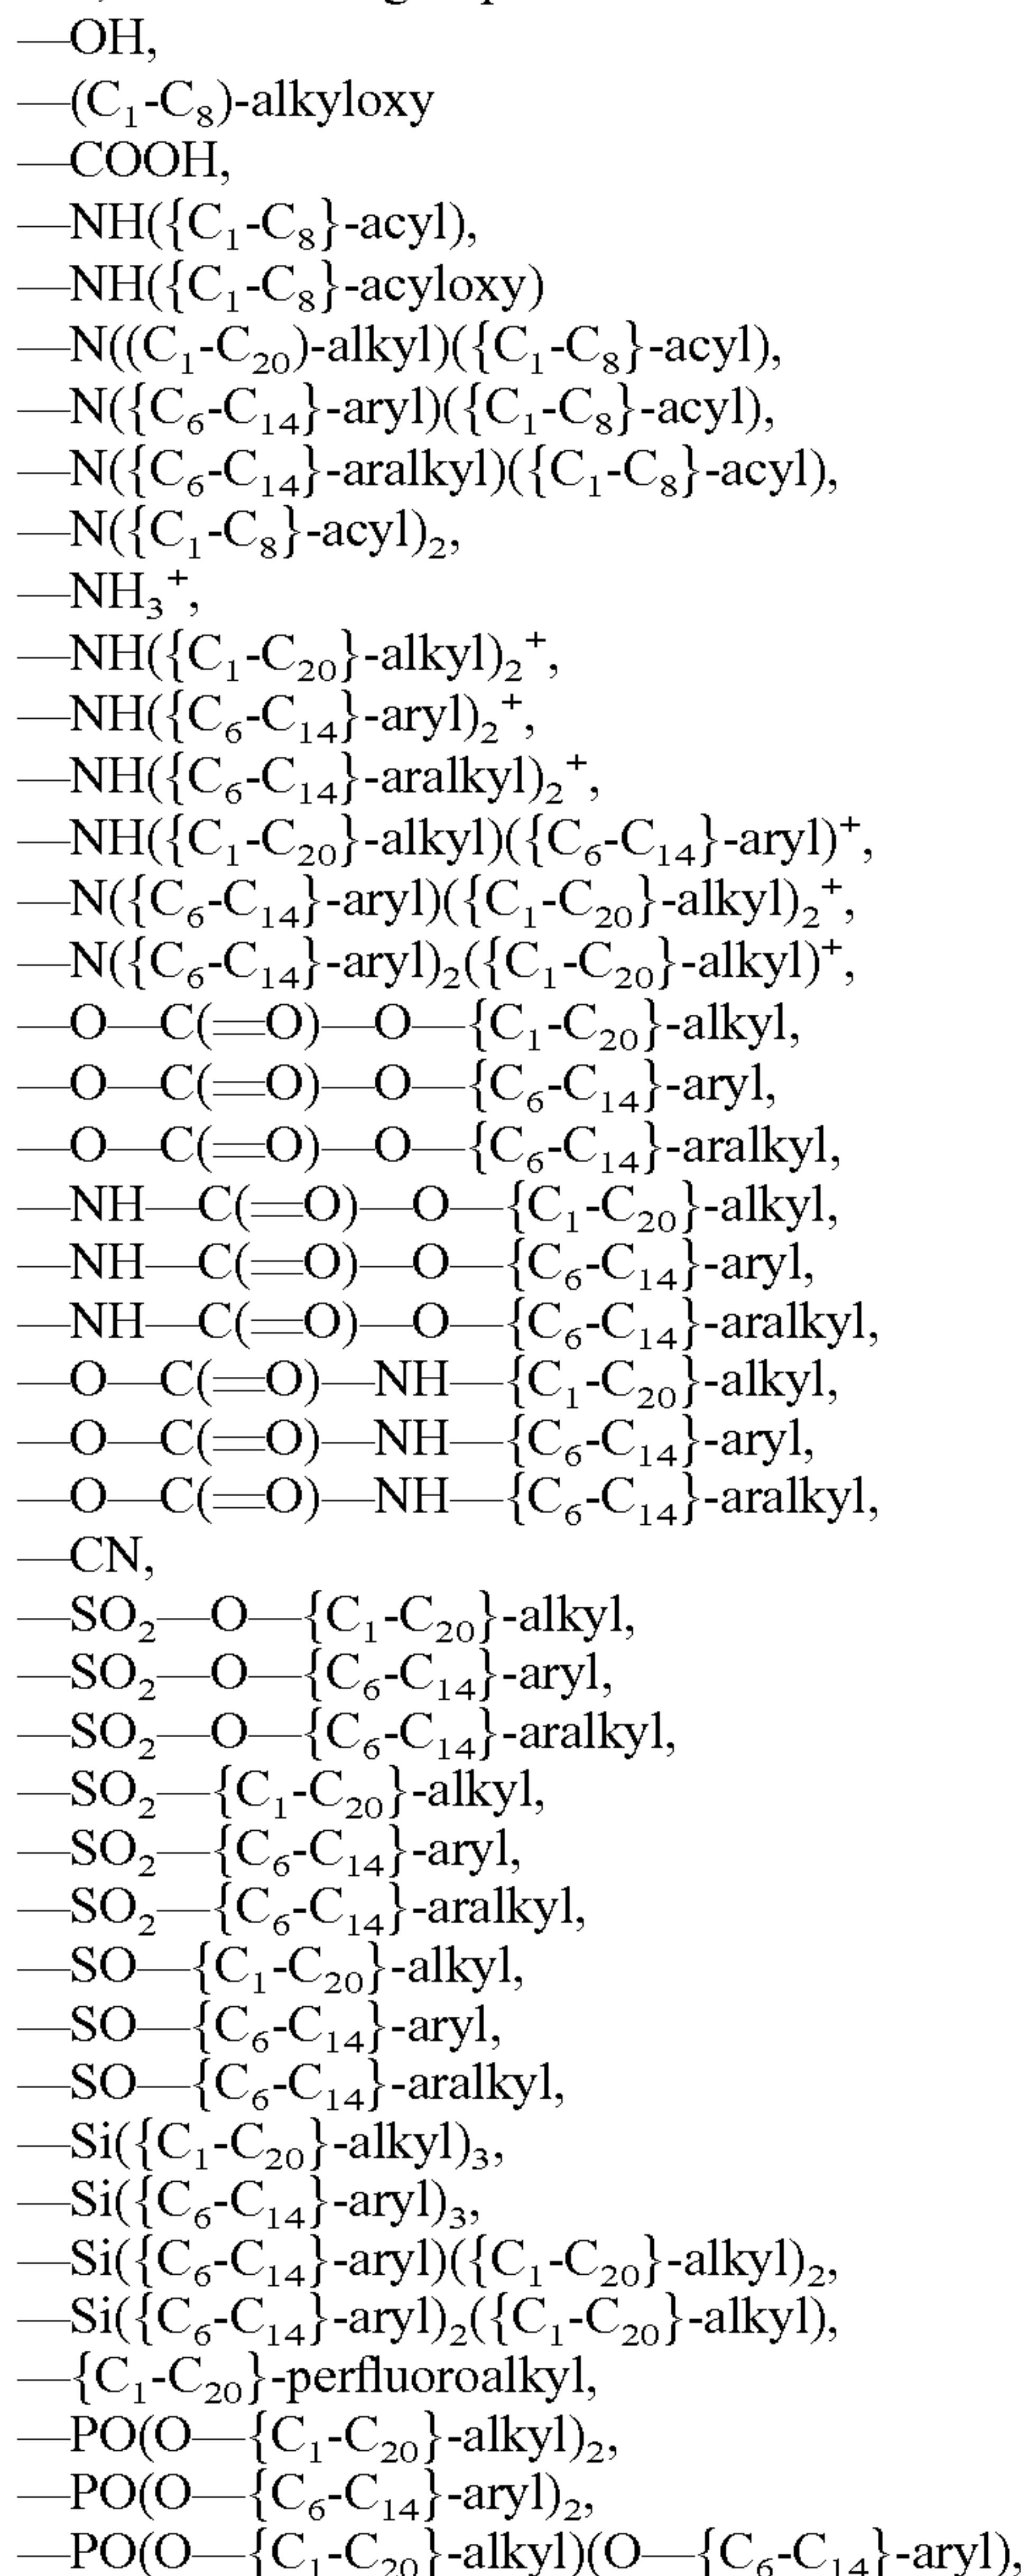 —OH,
—(C₁-C₈)-alkyloxy
—COOH,
—NH({C₁-C₈}-acyl),
—NH({C₁-C₈}-acyloxy)
—N((C₁-C₂₀)-alkyl)({C₁-C₈}-acyl),
—N({C₆-C₁₄}-aryl)({C₁-C₈}-acyl),
—N({C₆-C₁₄}-aralkyl)({C₁-C₈}-acyl),
—N({C₁-C₈}-acyl)₂,
—NH₃⁺,
—NH({C₁-C₂₀}-alkyl)₂⁺,
—NH({C₆-C₁₄}-aryl)₂⁺,
—NH({C₆-C₁₄}-aralkyl)₂⁺,
—NH({C₁-C₂₀}-alkyl)({C₆-C₁₄}-aryl)⁺,
—N({C₆-C₁₄}-aryl)({C₁-C₂₀}-alkyl)₂⁺,
—N({C₆-C₁₄}-aryl)₂({C₁-C₂₀}-alkyl)⁺,
—O—C(═O)—O—{C₁-C₂₀}-alkyl,
—O—C(═O)—O—{C₆-C₁₄}-aryl,
—O—C(═O)—O—{C₆-C₁₄}-aralkyl,
—NH—C(═O)—O—{C₁-C₂₀}-alkyl,
—NH—C(═O)—O—{C₆-C₁₄}-aryl,
—NH—C(═O)—O—{C₆-C₁₄}-aralkyl,
—O—C(═O)—NH—{C₁-C₂₀}-alkyl,
—O—C(═O)—NH—{C₆-C₁₄}-aryl,
—O—C(═O)—NH—{C₆-C₁₄}-aralkyl,
—CN,
—SO₂—O—{C₁-C₂₀}-alkyl,
—SO₂—O—{C₆-C₁₄}-aryl,
—SO₂—O—{C₆-C₁₄}-aralkyl,
—SO₂—{C₁-C₂₀}-alkyl,
—SO₂—{C₆-C₁₄}-aryl,
—SO₂—{C₆-C₁₄}-aralkyl,
—SO—{C₁-C₂₀}-alkyl,
—SO—{C₆-C₁₄}-aryl,
—SO—{C₆-C₁₄}-aralkyl,
—Si({C₁-C₂₀}-alkyl)₃,
—Si({C₆-C₁₄}-aryl)₃,
—Si({C₆-C₁₄}-aryl)({C₁-C₂₀}-alkyl)₂,
—Si({C₆-C₁₄}-aryl)₂({C₁-C₂₀}-alkyl),
—{C₁-C₂₀}-perfluoroalkyl,
—PO(O—{C₁-C₂₀}-alkyl)₂,
—PO(O—{C₆-C₁₄}-aryl)₂,
—PO(O—{C₁-C₂₀}-alkyl)(O—{C₆-C₁₄}-aryl),